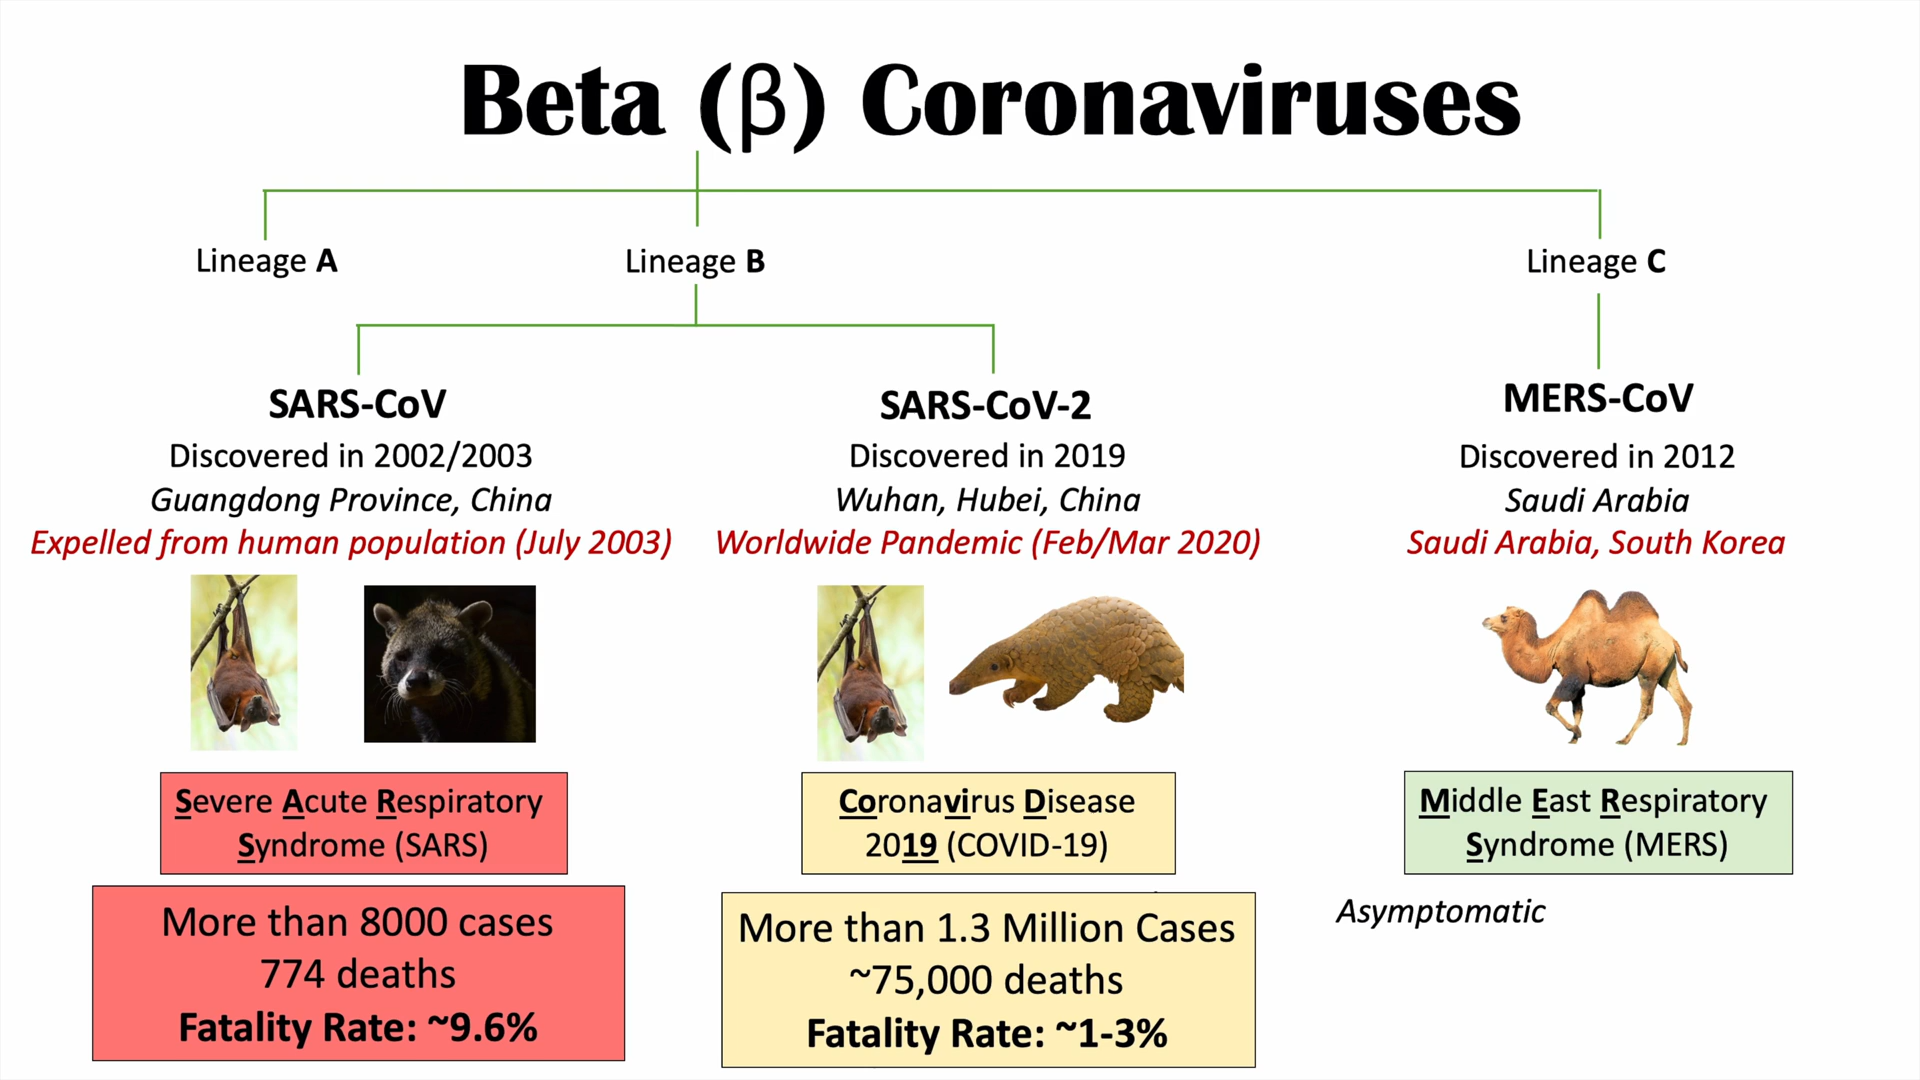 Beta (β) Coronaviruses
Lineage A
Lineage B
Lineage C
SARS-CoV
Discovered in 2002/2003
Guangdong Province, China
Expelled from human population (July 2003)
Severe Acute Respiratory
Syndrome (SARS)
More than 8000 cases
774 deaths
Fatality Rate: ~9.6%
SARS-CoV-2
Discovered in 2019
Wuhan, Hubei, China
Worldwide Pandemic (Feb/Mar 2020)
Coronavirus Disease
2019 (COVID-19)
More than 1.3 Million Cases
~75,000 deaths
Fatality Rate: ~1-3%
MERS-CoV
Discovered in 2012
Saudi Arabia
Saudi Arabia, South Korea
Middle East Respiratory
Syndrome (MERS)
Asymptomatic